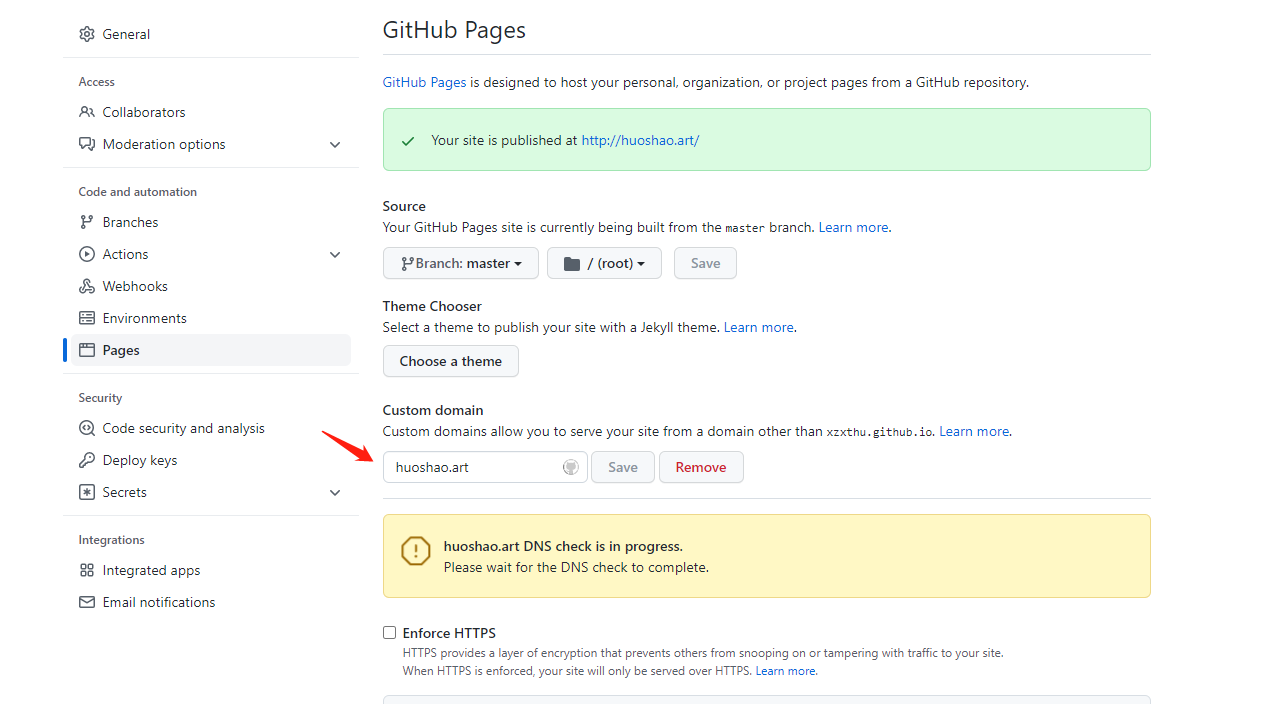 General
Access
Collaborators
Moderation options
Code and automation
Branches
Actions
Webhooks
Environments
Pages
Security
Code security and analysis
Deploy keys
Secrets
Integrations
Integrated apps
Email notifications
GitHub Pages
GitHub Pages is designed to host your personal, organization, or project pages from a GitHub repository.
Your site is published at http://huoshao.art/
Source
Your GitHub Pages site is currently being built from the master branch. Learn more.
Branch: master
/ (root)
Save
Theme Chooser
Select a theme to publish your site with a Jekyll theme. Learn more.
Choose a theme
Custom domain
Custom domains allow you to serve your site from a domain other than xzxthu.github.io. Learn more.
huoshao.art
Save
Remove
huoshao.art DNS check is in progress.
Please wait for the DNS check to complete.
Enforce HTTPS
HTTPS provides a layer of encryption that prevents others from snooping on or tampering with traffic to your site.
When HTTPS is enforced, your site will only be served over HTTPS. Learn more.